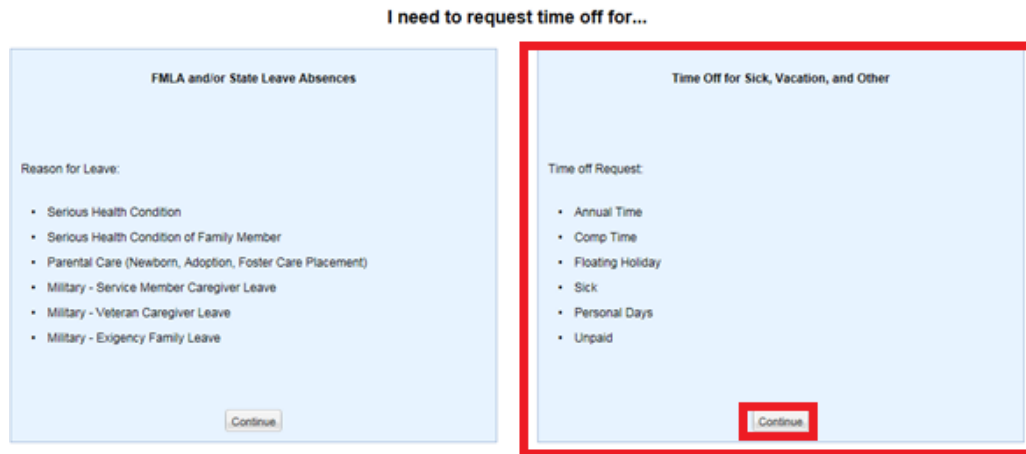 I need to request time off for...
FMLA and/or State Leave Absences
Reason for Leave:
• Serious Health Condition
• Serious Health Condition of Family Member
• Parental Care (Newborn, Adoption, Foster Care Placement)
• Military - Service Member Caregiver Leave
• Military - Veteran Caregiver Leave
• Military - Exigency Family Leave
Continue
Time Off for Sick, Vacation, and Other
Time off Request:
• Annual Time
• Comp Time
• Floating Holiday
• Sick
• Personal Days
• Unpaid
Continue